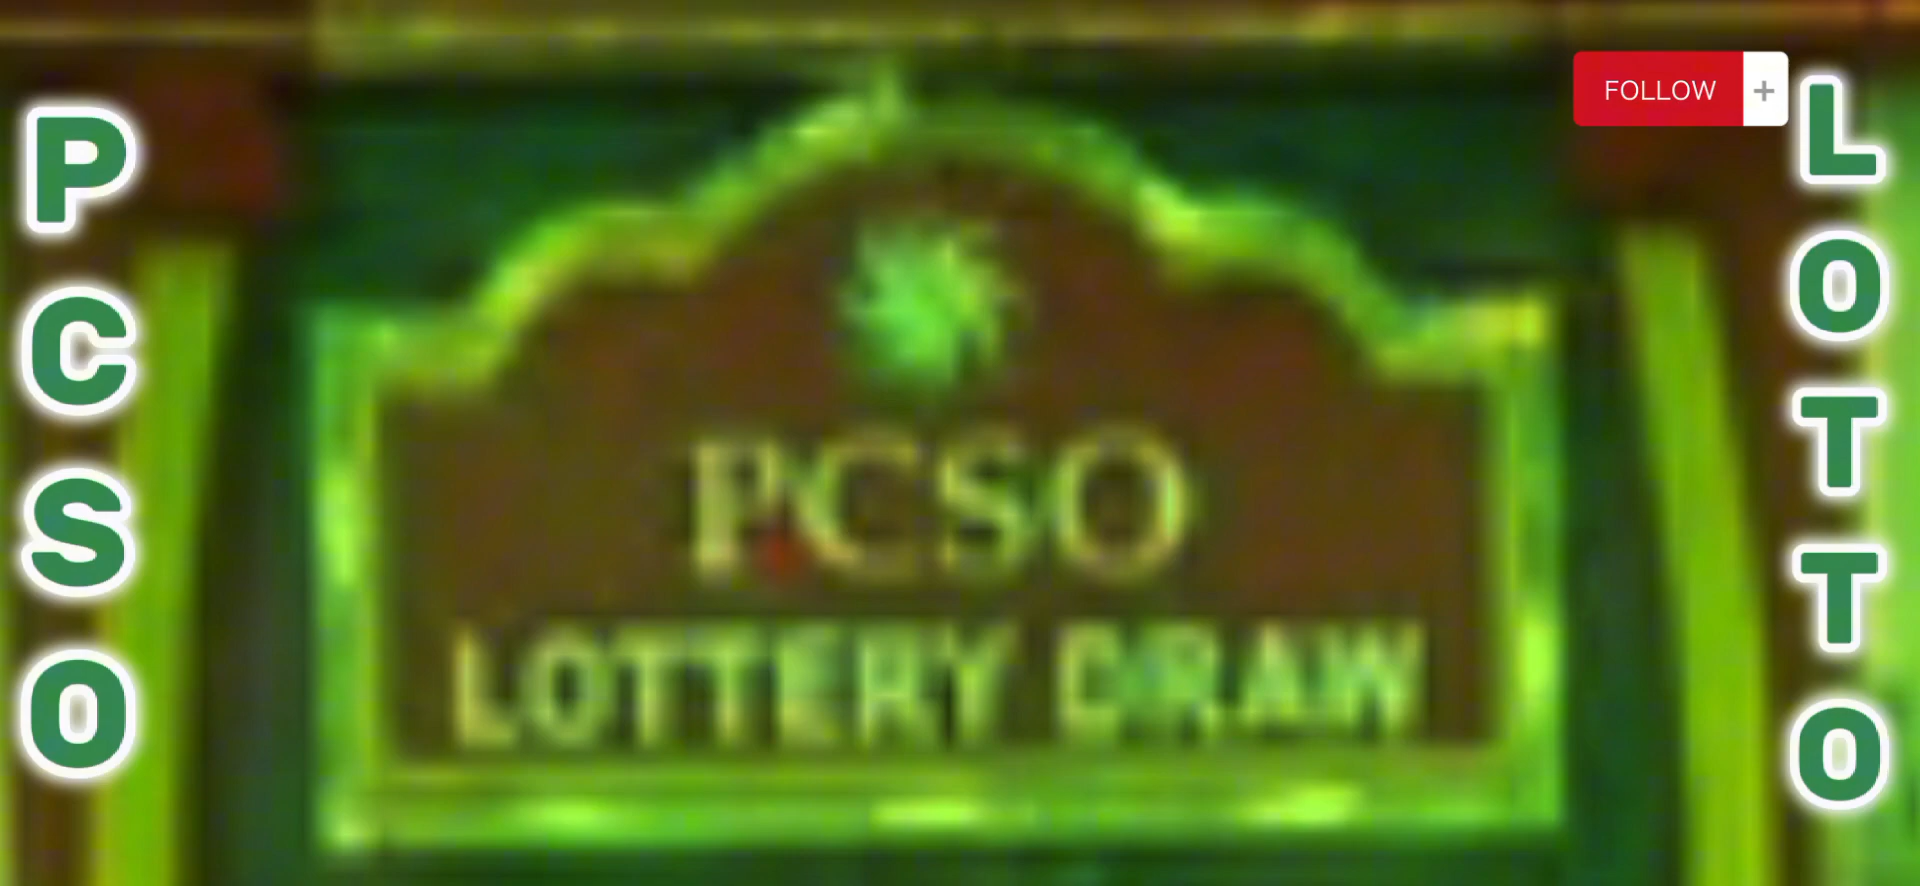 PCSO
FOLLOW +
PCSO
LOTTERY DRAW
LOTTO